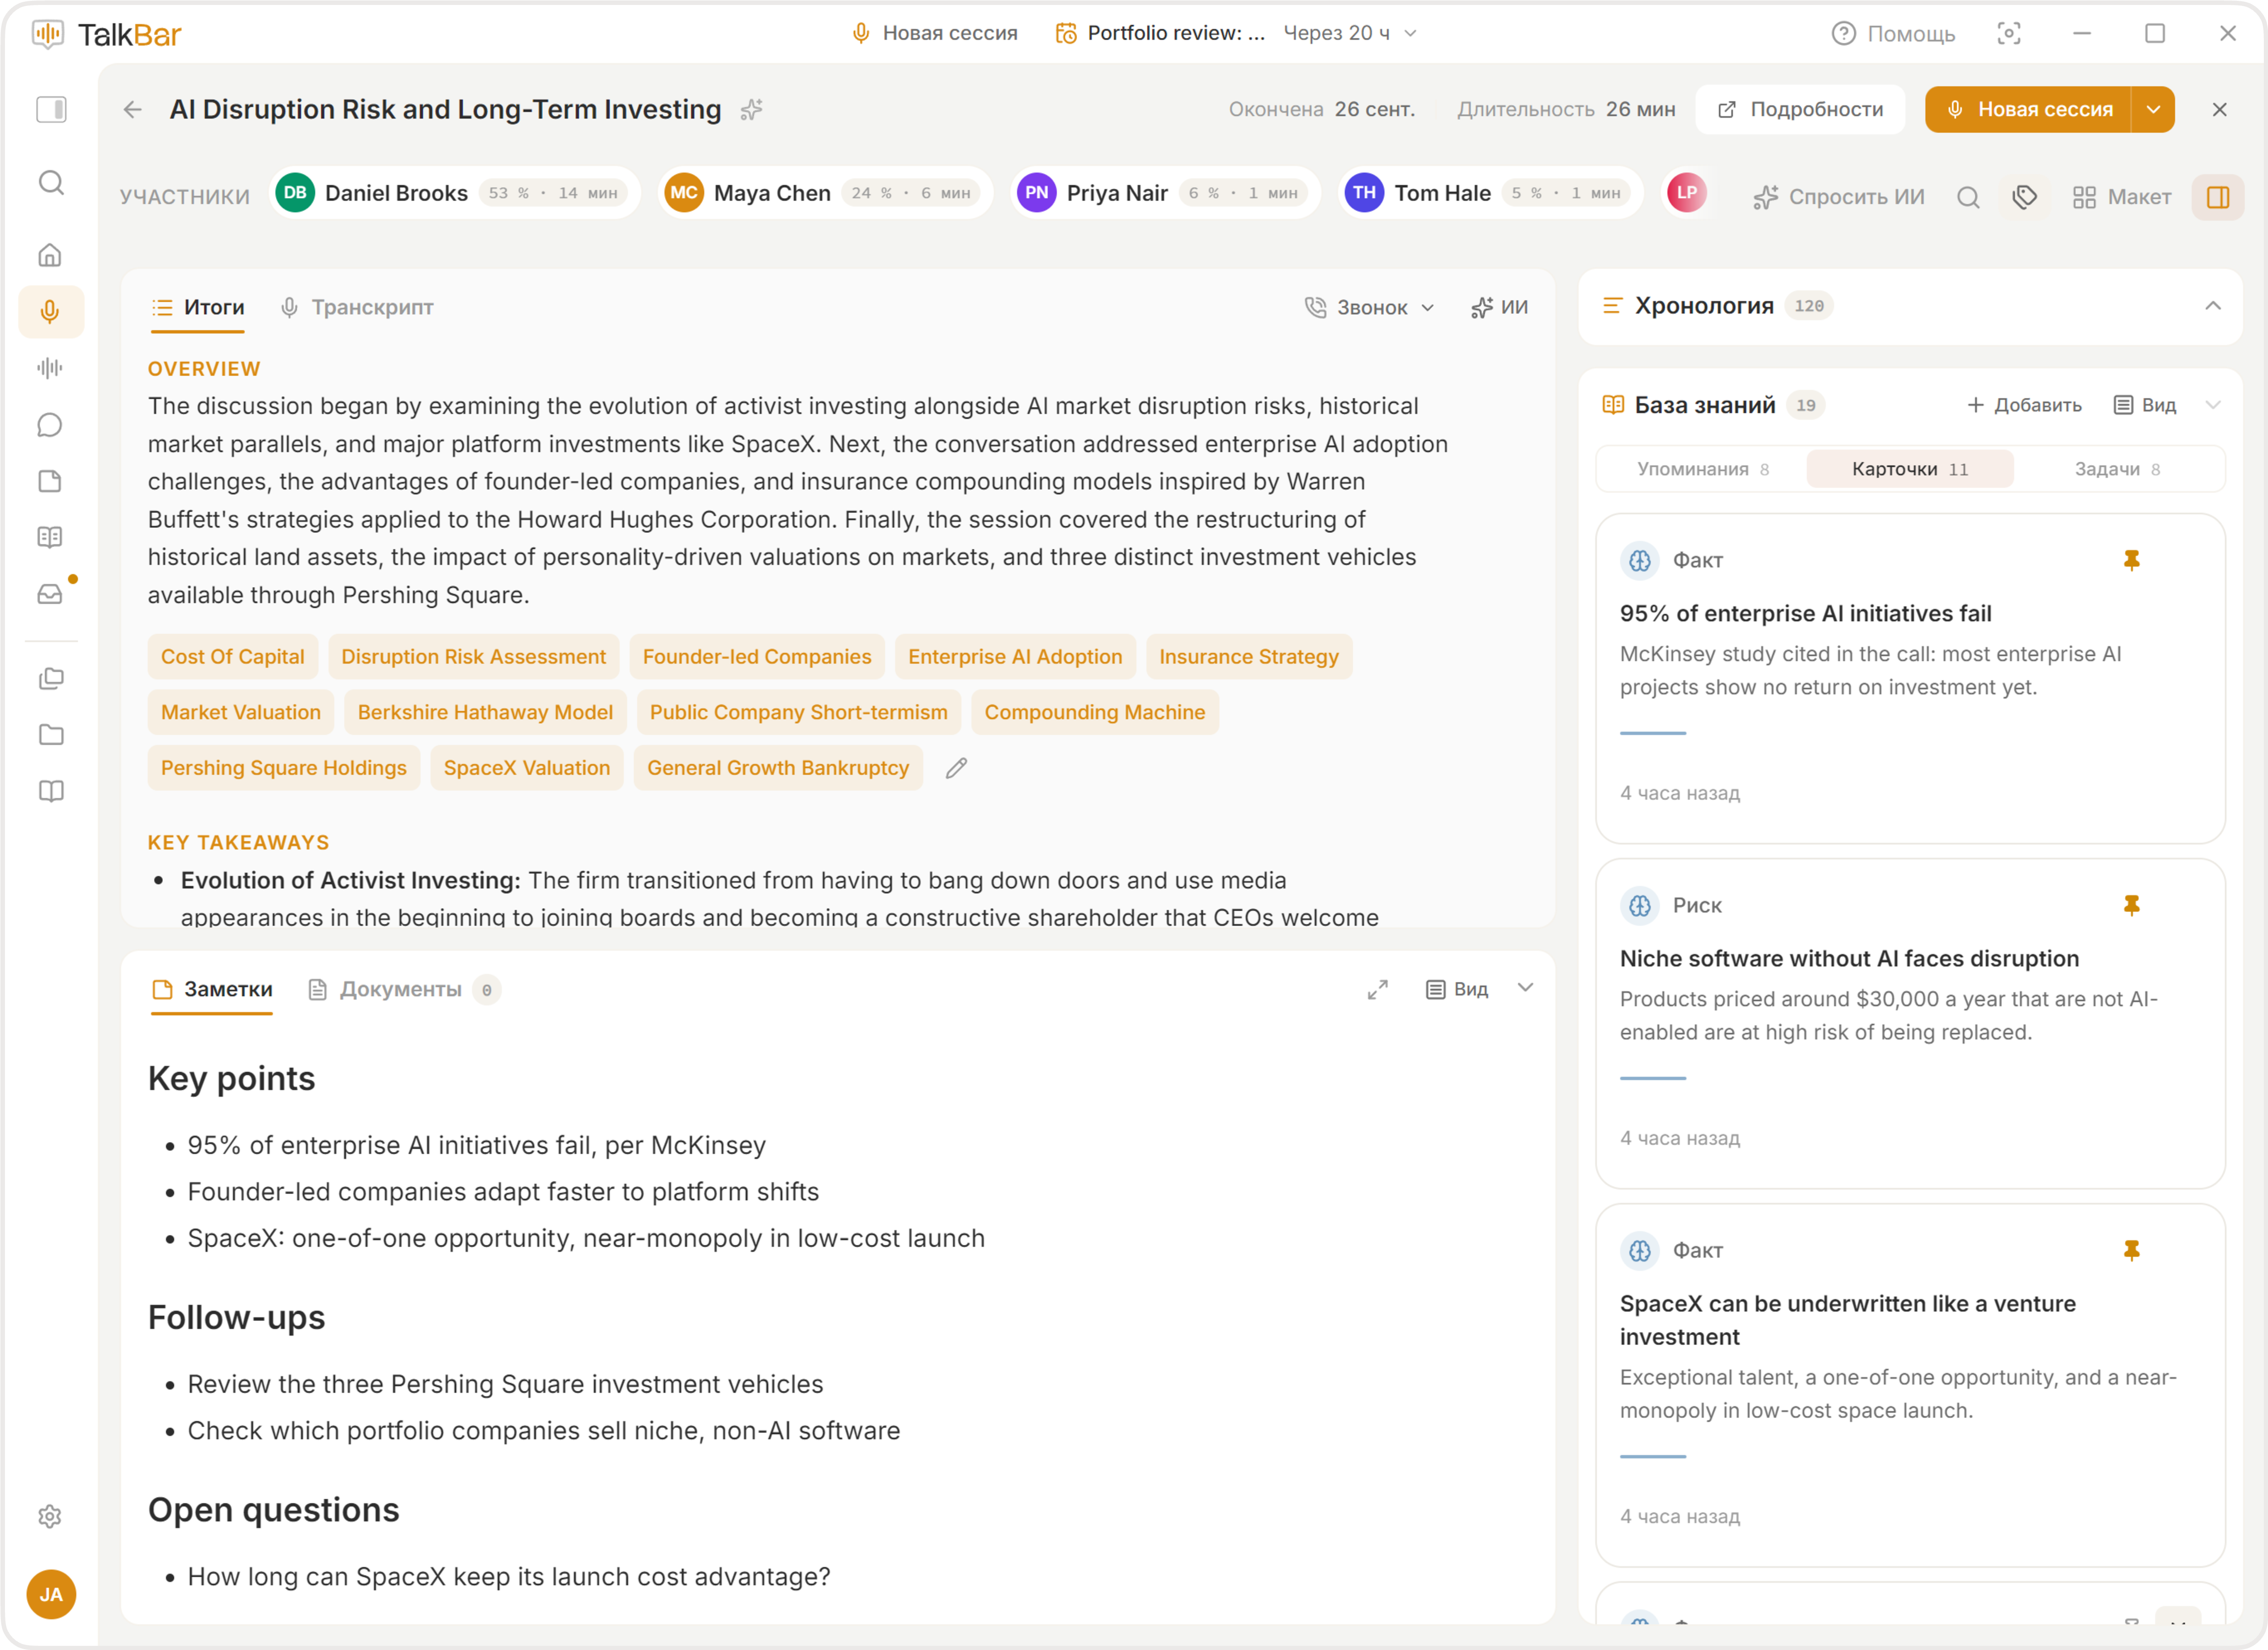 TalkBar
Новая сессия
Portfolio review: ... Через 20 ч
Помощь
AI Disruption Risk and Long-Term Investing
Окончена 26 сент.
Длительность 26 мин
Подробности
Новая сессия
УЧАСТНИКИ
DB Daniel Brooks 53 % · 14 мин
MC Maya Chen 24 % · 6 мин
PN Priya Nair 6 % · 1 мин
TH Tom Hale 5 % · 1 мин
LP
Спросить ИИ
Макет
Итоги
Транскрипт
Звонок
ИИ
OVERVIEW
The discussion began by examining the evolution of activist investing alongside AI market disruption risks, historical
market parallels, and major platform investments like SpaceX. Next, the conversation addressed enterprise AI adoption
challenges, the advantages of founder-led companies, and insurance compounding models inspired by Warren
Buffett's strategies applied to the Howard Hughes Corporation. Finally, the session covered the restructuring of
historical land assets, the impact of personality-driven valuations on markets, and three distinct investment vehicles
available through Pershing Square.
Cost Of Capital
Disruption Risk Assessment
Founder-led Companies
Enterprise AI Adoption
Insurance Strategy
Market Valuation
Berkshire Hathaway Model
Public Company Short-termism
Compounding Machine
Pershing Square Holdings
SpaceX Valuation
General Growth Bankruptcy
KEY TAKEAWAYS
• Evolution of Activist Investing: The firm transitioned from having to bang down doors and use media
appearances in the beginning to joining boards and becoming a constructive shareholder that CEOs welcome
Заметки
Документы 0
Вид
Key points
• 95% of enterprise AI initiatives fail, per McKinsey
• Founder-led companies adapt faster to platform shifts
• SpaceX: one-of-one opportunity, near-monopoly in low-cost launch
Follow-ups
• Review the three Pershing Square investment vehicles
• Check which portfolio companies sell niche, non-AI software
Open questions
• How long can SpaceX keep its launch cost advantage?
JA
Хронология 120
База знаний 19
+ Добавить
Вид
Упоминания 8
Карточки 11
Задачи 8
Факт
95% of enterprise AI initiatives fail
McKinsey study cited in the call: most enterprise AI
projects show no return on investment yet.
4 часа назад
Риск
Niche software without AI faces disruption
Products priced around $30,000 a year that are not AI-
enabled are at high risk of being replaced.
4 часа назад
Факт
SpaceX can be underwritten like a venture
investment
Exceptional talent, a one-of-one opportunity, and a near-
monopoly in low-cost space launch.
4 часа назад